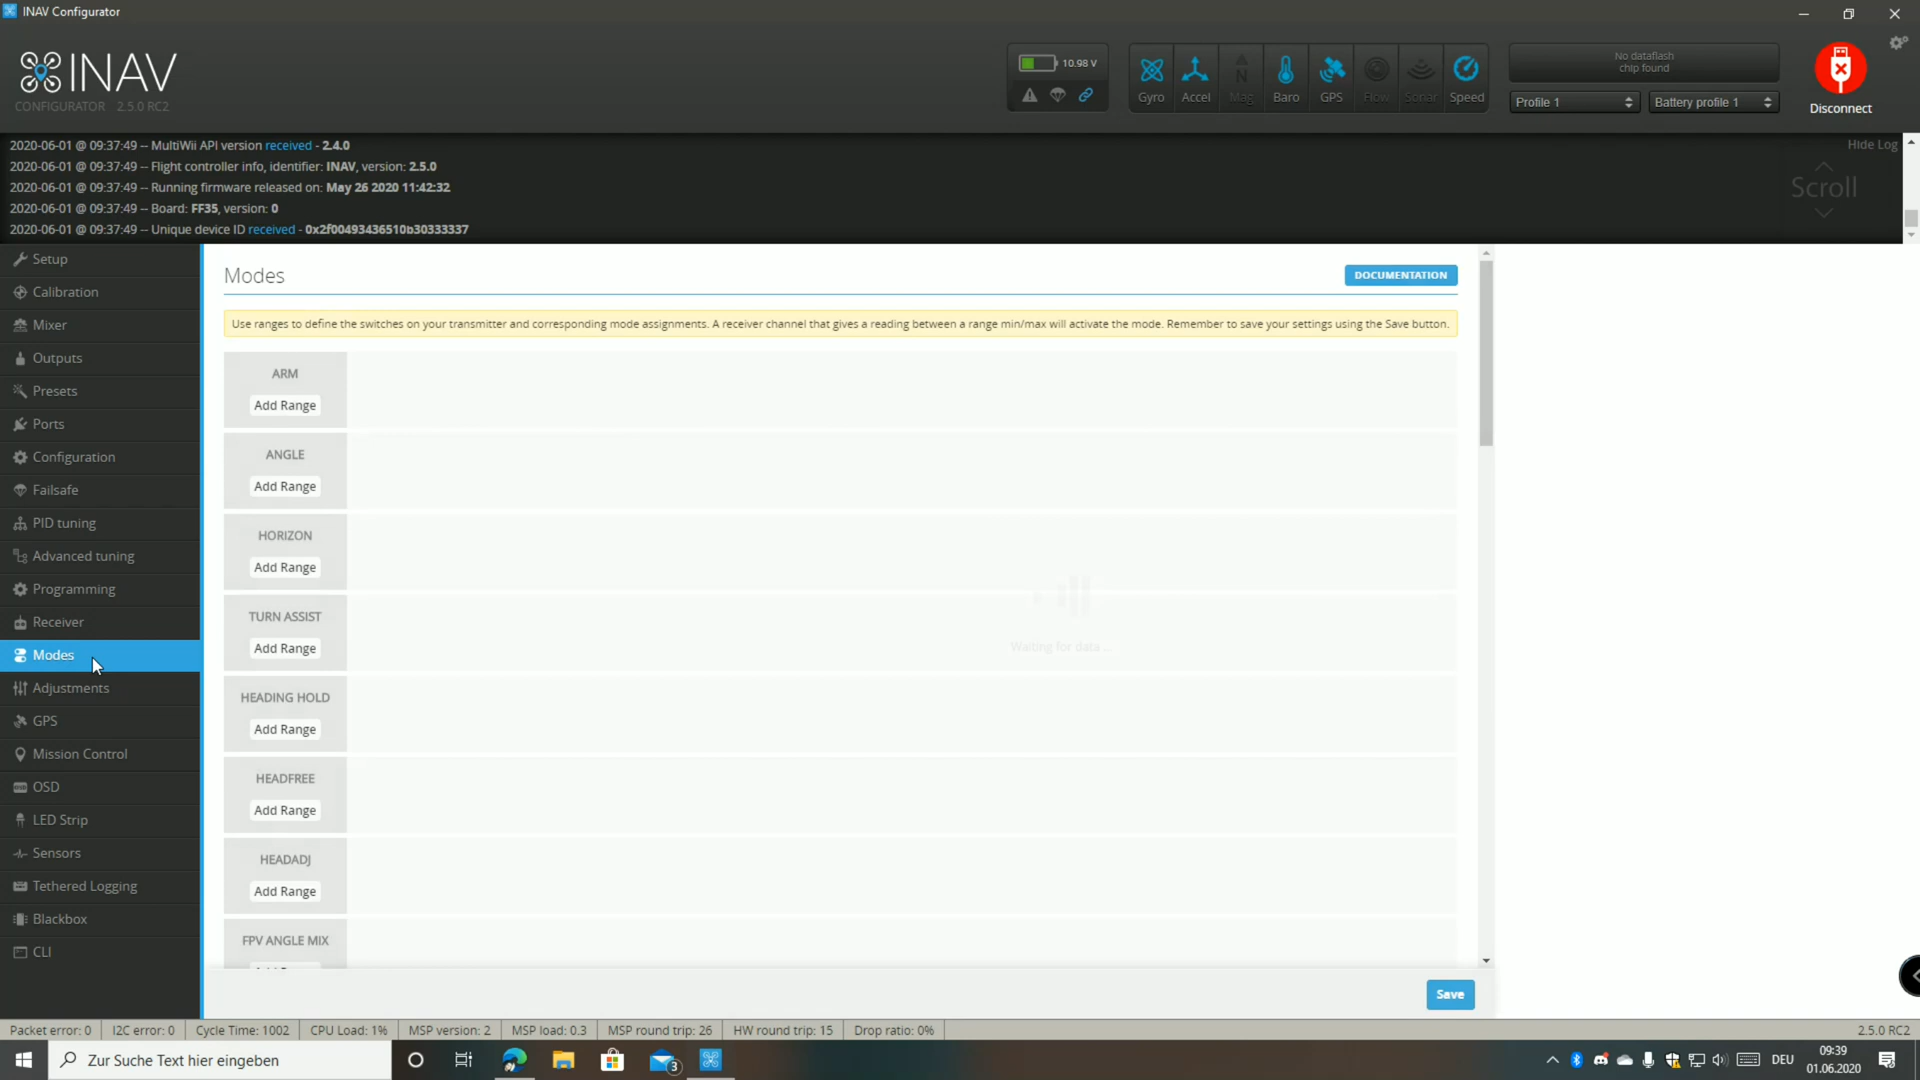 INAV Configurator
INAV
CONFIGURATOR 2.5.0 RC2
10.98 V
Gyro Accel Mag Baro GPS Flow Sonar Speed
No dataflash
chip found
Profile 1
Battery profile 1
Disconnect
2020-06-01 @ 09:37:49 -- MultiWii API version received - 2.4.0
2020-06-01 @ 09:37:49 -- Flight controller info, identifier: INAV, version: 2.5.0
2020-06-01 @ 09:37:49 -- Running firmware released on: May 26 2020 11:42:32
2020-06-01 @ 09:37:49 -- Board: FF35, version: 0
2020-06-01 @ 09:37:49 -- Unique device ID received - 0x2f00493436510b30333337
Hide Log
Scroll
Setup
Calibration
Mixer
Outputs
Presets
Ports
Configuration
Failsafe
PID tuning
Advanced tuning
Programming
Receiver
Modes
Adjustments
GPS
Mission Control
OSD
LED Strip
Sensors
Tethered Logging
Blackbox
CLI
Modes
DOCUMENTATION
Use ranges to define the switches on your transmitter and corresponding mode assignments. A receiver channel that gives a reading between a range min/max will activate the mode. Remember to save your settings using the Save button.
ARM
Add Range
ANGLE
Add Range
HORIZON
Add Range
TURN ASSIST
Add Range
HEADING HOLD
Add Range
HEADFREE
Add Range
HEADADJ
Add Range
FPV ANGLE MIX
Waiting for data ...
Save
Packet error: 0 I2C error: 0 Cycle Time: 1002 CPU Load: 1% MSP version: 2 MSP load: 0.3 MSP round trip: 26 HW round trip: 15 Drop ratio: 0% 2.5.0 RC2
Zur Suche Text hier eingeben
3
DEU
09:39
01.06.2020